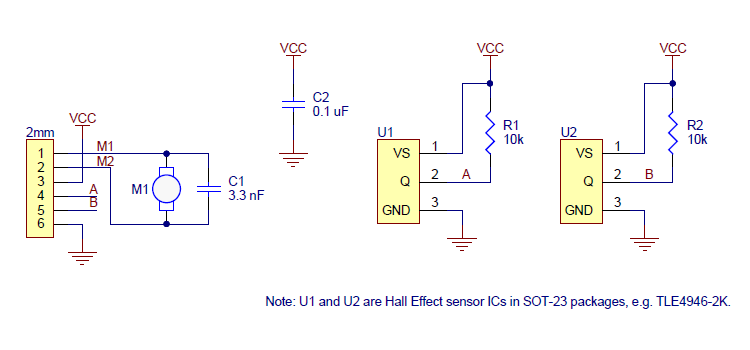 VCC
C2
0.1 uF
VCC
2mm
1
2
3
4
5
6
M1
M2
A
B
M1
C1
3.3 nF
VCC
U1
VS
Q
GND
1
2
3
A
R1
10k
VCC
U2
VS
Q
GND
1
2
3
B
R2
10k
Note: U1 and U2 are Hall Effect sensor ICs in SOT-23 packages, e.g. TLE4946-2K.